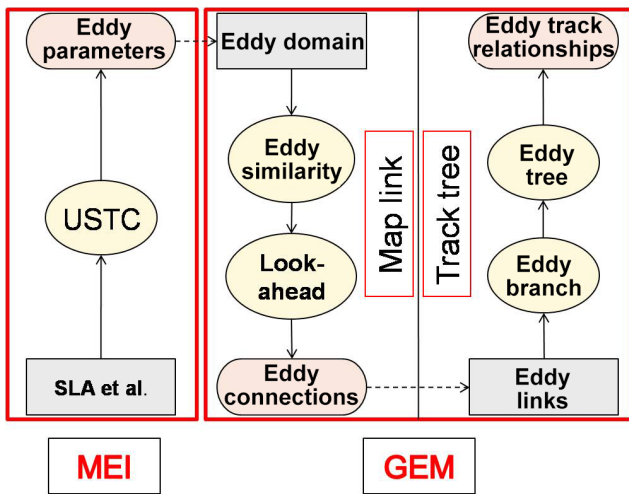 Eddy
parameters
USTC
SLA et al.
MEI
Eddy domain
Eddy
similarity
Look-
ahead
Eddy
connections
Map link
Track tree
Eddy track
relationships
Eddy
tree
Eddy
branch
Eddy
links
GEM